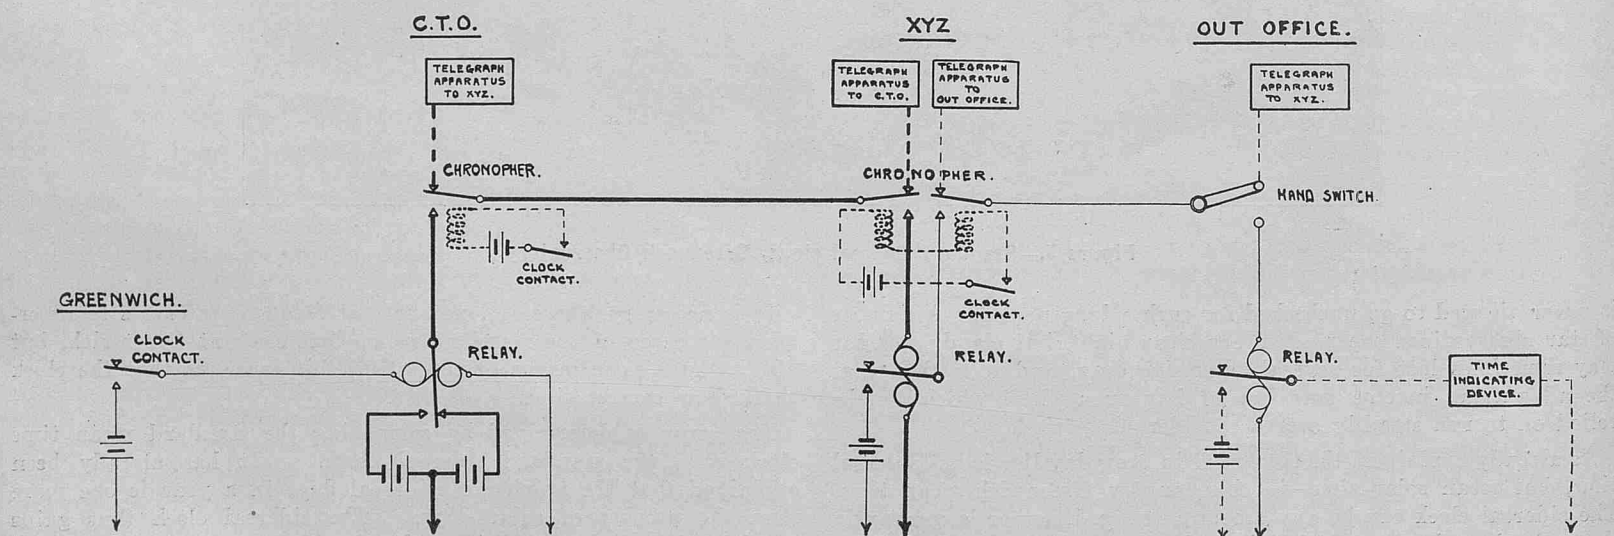 C.T.O.
XYZ
OUT OFFICE.
TELEGRAPH
APPARATUS
TO XYZ.
TELEGRAPH
APPARATUS
TO C.T.O.
TELEGRAPH
APPARATUS
TO
OUT OFFICE.
TELEGRAPH
APPARATUS
TO XYZ.
CHRONOPHER.
CHRONOPHER.
HAND SWITCH.
CLOCK
CONTACT.
CLOCK
CONTACT.
GREENWICH.
CLOCK
CONTACT.
RELAY.
RELAY.
RELAY.
TIME
INDICATING
DEVICE.